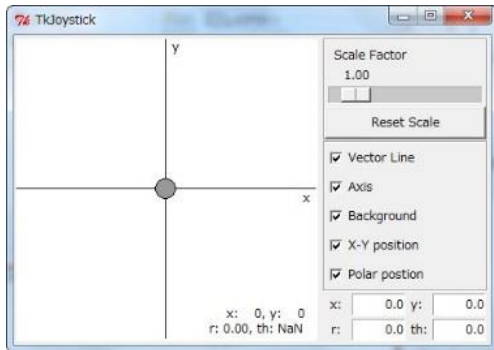 TkJoystick
y
x
x: 0, y: 0
r: 0.00, th: NaN
Scale Factor
1.00
Reset Scale
Vector Line
Axis
Background
X-Y position
Polar postion
x: 0.0 y: 0.0
r: 0.0 th: 0.0